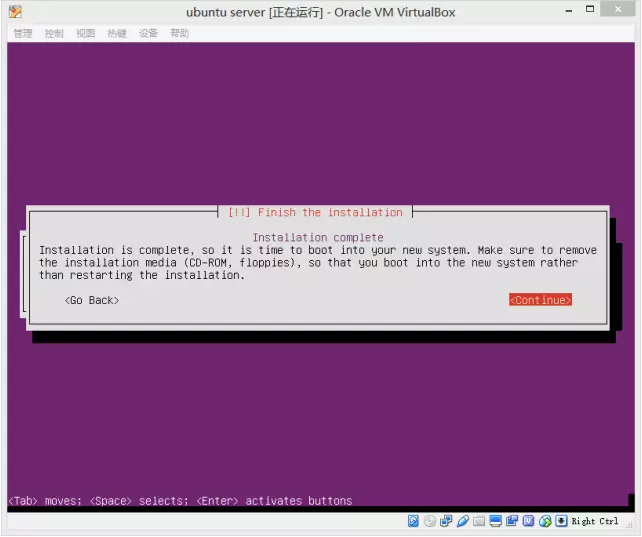 ubuntu server [正在运行] - Oracle VM VirtualBox
管理 控制 视图 热键 设备 帮助
[!!] Finish the installation
Installation complete
Installation is complete, so it is time to boot into your new system. Make sure to remove
the installation media (CD-ROM, floppies), so that you boot into the new system rather
than restarting the installation.
<Go Back> <Continue>
<Tab> moves; <Space> selects; <Enter> activates buttons
Right Ctrl